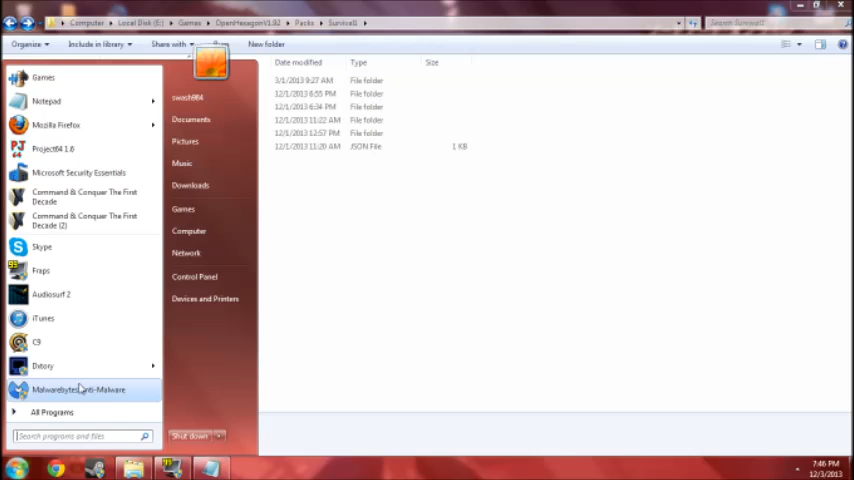 Computer ▸ Local Disk (E:) ▸ Games ▸ OpenHexagonV1.92 ▸ Packs ▸ Survival1 ▸
Search Survival1
Organize Include in library Share with New folder
Date modified Type Size
3/1/2013 9:27 AM File folder
12/1/2013 6:55 PM File folder
12/1/2013 6:34 PM File folder
12/1/2013 11:22 AM File folder
12/1/2013 12:57 PM File folder
12/1/2013 11:20 AM JSON File 1 KB
Games
Notepad
Mozilla Firefox
Project64 1.6
Microsoft Security Essentials
Command & Conquer The First
Decade
Command & Conquer The First
Decade (2)
Skype
Fraps
Audiosurf 2
iTunes
C9
Dxtory
Malwarebytes Anti-Malware
All Programs
Search programs and files
swash984
Documents
Pictures
Music
Downloads
Games
Computer
Network
Control Panel
Devices and Printers
Shut down
7:46 PM
12/3/2013